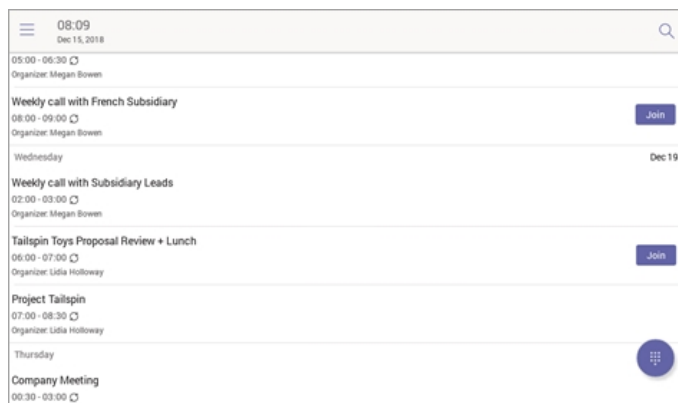 08:09
Dec 15, 2018
05:00 - 06:30
Organizer: Megan Bowen
Weekly call with French Subsidiary
08:00 - 09:00
Organizer: Megan Bowen
Join
Wednesday
Dec 19
Weekly call with Subsidiary Leads
02:00 - 03:00
Organizer: Megan Bowen
Tailspin Toys Proposal Review + Lunch
06:00 - 07:00
Organizer: Lidia Holloway
Join
Project Tailspin
07:00 - 08:30
Organizer: Lidia Holloway
Thursday
Company Meeting
00:30 - 03:00